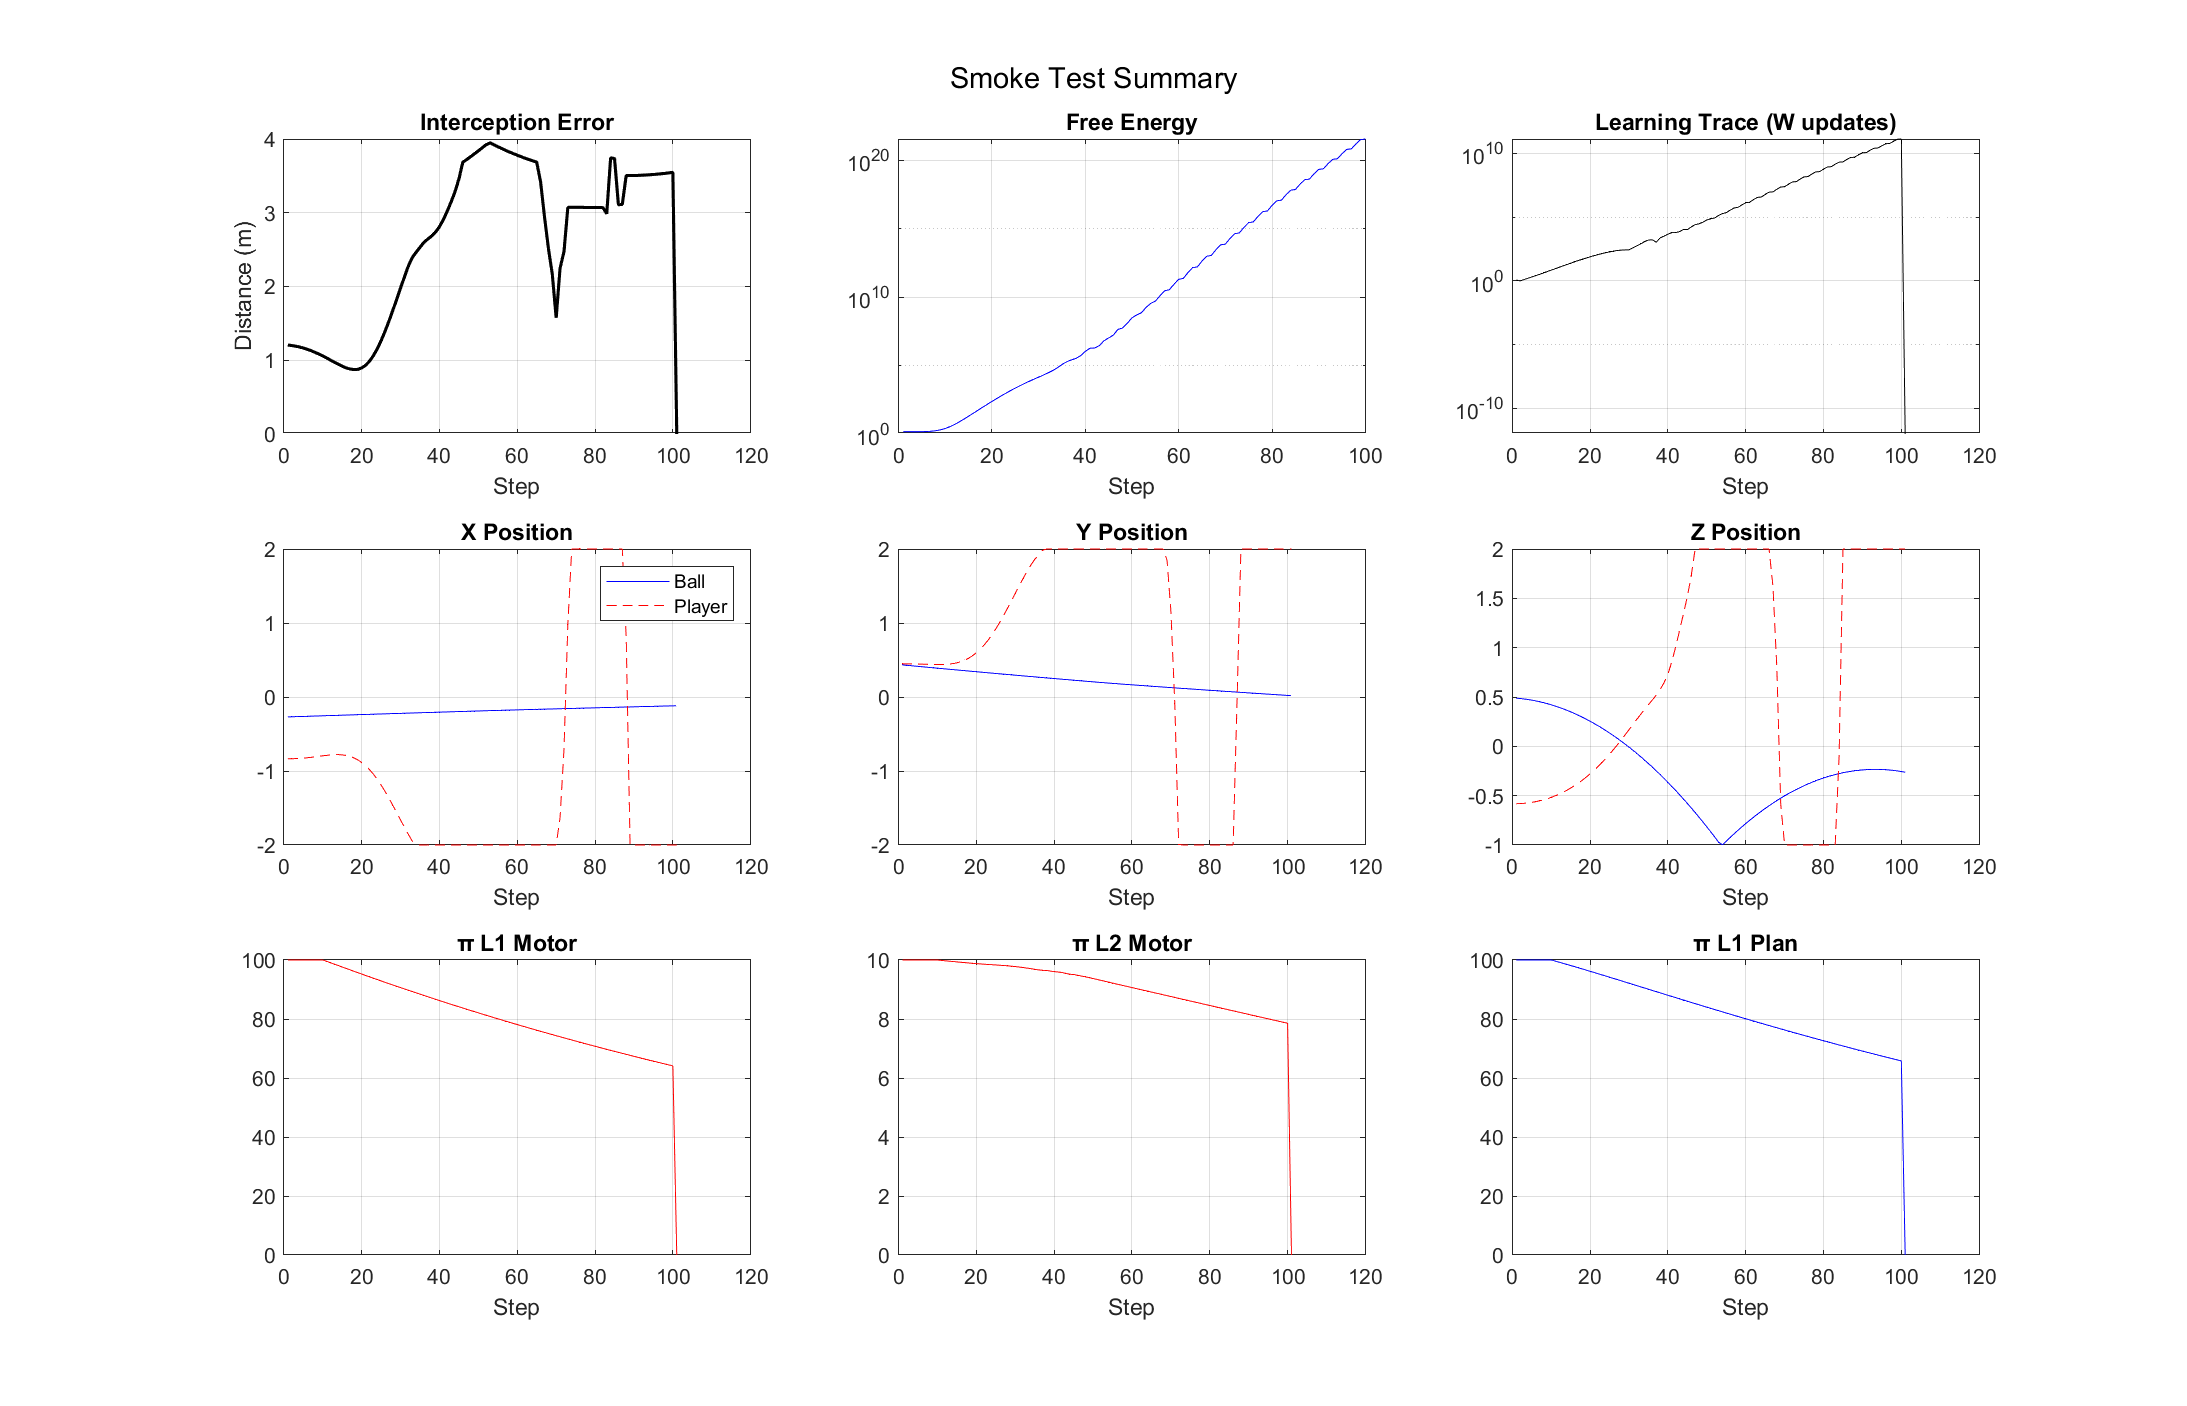 Smoke Test Summary
Interception Error
Distance (m)
4
3
2
1
0
0 20 40 60 80 100 120
Step
Free Energy
10^20
10^10
10^0
0 20 40 60 80 100
Step
Learning Trace (W updates)
10^10
10^0
10^-10
0 20 40 60 80 100 120
Step
X Position
2
1
0
-1
-2
Ball
Player
0 20 40 60 80 100 120
Step
Y Position
2
1
0
-1
-2
0 20 40 60 80 100 120
Step
Z Position
2
1.5
1
0.5
0
-0.5
-1
0 20 40 60 80 100 120
Step
π L1 Motor
100
80
60
40
20
0
0 20 40 60 80 100 120
Step
π L2 Motor
10
8
6
4
2
0
0 20 40 60 80 100 120
Step
π L1 Plan
100
80
60
40
20
0
0 20 40 60 80 100 120
Step